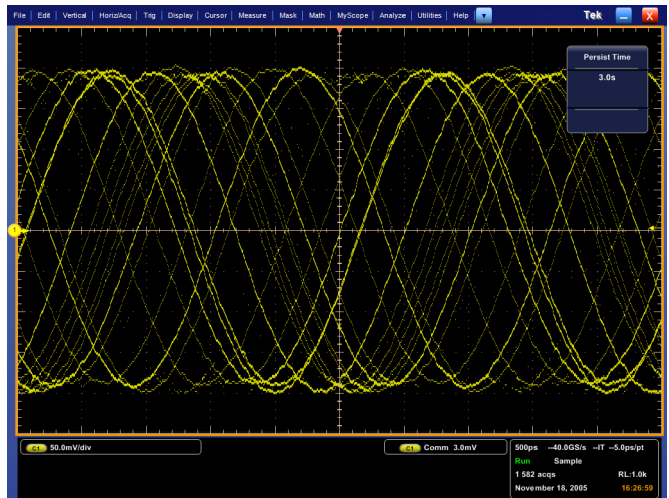 File | Edit | Vertical | Horiz/Acq | Trig | Display | Cursor | Measure | Mask | Math | MyScope | Analyze | Utilities | Help | Tek X
Persist Time
3.0s
1
C1 50.0mV/div
C1 Comm 3.0mV
500ps --40.0GS/s --IT --5.0ps/pt
Run Sample
1 582 acqs RL:1.0k
November 18, 2005 16:26:59